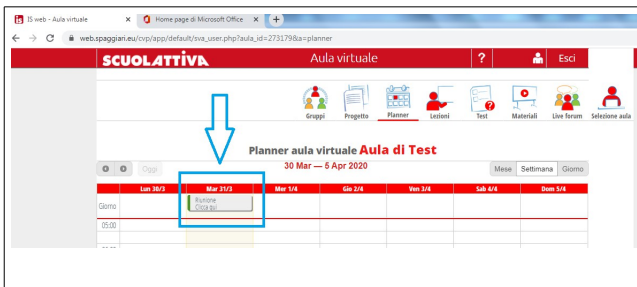 IS web - Aula virtuale
Home page di Microsoft Office
web.spaggiari.eu/cvp/app/default/sva_user.php?aula_id=273179&a=planner
SCUOLATTIVA
Aula virtuale
?
Esci
Gruppi
Progetto
Planner
Lezioni
Test
Materiali
Live forum
Selezione aula
Planner aula virtuale Aula di Test
Oggi
30 Mar — 5 Apr 2020
Mese
Settimana
Giorno
Lun 30/3
Mar 31/3
Mer 1/4
Gio 2/4
Ven 3/4
Sab 4/4
Dom 5/4
Giorno
Riunione
Clicca qui
05:00